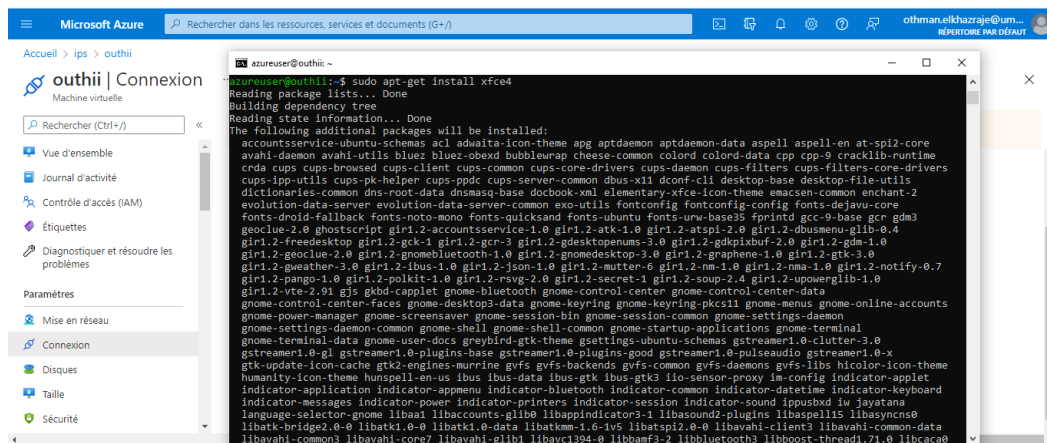 Microsoft Azure
Rechercher dans les ressources, services et documents (G+/)
othman.elkhazraje@um...
RÉPERTOIRE PAR DÉFAUT
Accueil > ips > outhii
outhii | Connexion
Machine virtuelle
Rechercher (Ctrl+/)
Vue d'ensemble
Journal d'activité
Contrôle d'accès (IAM)
Étiquettes
Diagnostiquer et résoudre les
problèmes
Paramètres
Mise en réseau
Connexion
Disques
Taille
Sécurité
azureuser@outhii: ~
azureuser@outhii:~$ sudo apt-get install xfce4
Reading package lists... Done
Building dependency tree
Reading state information... Done
The following additional packages will be installed:
accountsservice-ubuntu-schemas acl adwaita-icon-theme apg aptdaemon aptdaemon-data aspell aspell-en at-spi2-core
avahi-daemon avahi-utils bluez bluez-obexd bubblewrap cheese-common colord colord-data cpp cpp-9 cracklib-runtime
crda cups cups-browsed cups-client cups-common cups-core-drivers cups-daemon cups-filters cups-filters-core-drivers
cups-ipp-utils cups-pk-helper cups-ppdc cups-server-common dbus-x11 dconf-cli desktop-base desktop-file-utils
dictionaries-common dns-root-data dnsmasq-base docbook-xml elementary-xfce-icon-theme emacsen-common enchant-2
evolution-data-server evolution-data-server-common exo-utils fontconfig fontconfig-config fonts-dejavu-core
fonts-droid-fallback fonts-noto-mono fonts-quicksand fonts-ubuntu fonts-urw-base35 fprintd gcc-9-base gcr gdm3
geoclue-2.0 ghostscript gir1.2-accountsservice-1.0 gir1.2-atk-1.0 gir1.2-atspi-2.0 gir1.2-dbusmenu-glib-0.4
gir1.2-freedesktop gir1.2-gck-1 gir1.2-gcr-3 gir1.2-gdesktopenums-3.0 gir1.2-gdkpixbuf-2.0 gir1.2-gdm-1.0
gir1.2-geoclue-2.0 gir1.2-gnomebluetooth-1.0 gir1.2-gnomedesktop-3.0 gir1.2-graphene-1.0 gir1.2-gtk-3.0
gir1.2-gweather-3.0 gir1.2-ibus-1.0 gir1.2-json-1.0 gir1.2-mutter-6 gir1.2-nm-1.0 gir1.2-nma-1.0 gir1.2-notify-0.7
gir1.2-pango-1.0 gir1.2-polkit-1.0 gir1.2-rsvg-2.0 gir1.2-secret-1 gir1.2-soup-2.4 gir1.2-upowerglib-1.0
gir1.2-vte-2.91 gjs gkbd-capplet gnome-bluetooth gnome-control-center gnome-control-center-data
gnome-control-center-faces gnome-desktop3-data gnome-keyring gnome-keyring-pkcs11 gnome-menus gnome-online-accounts
gnome-power-manager gnome-screensaver gnome-session-bin gnome-session-common gnome-settings-daemon
gnome-settings-daemon-common gnome-shell gnome-shell-common gnome-startup-applications gnome-terminal
gnome-terminal-data gnome-user-docs greybird-gtk-theme gsettings-ubuntu-schemas gstreamer1.0-clutter-3.0
gstreamer1.0-gl gstreamer1.0-plugins-base gstreamer1.0-plugins-good gstreamer1.0-pulseaudio gstreamer1.0-x
gtk-update-icon-cache gtk2-engines-murrine gvfs gvfs-backends gvfs-common gvfs-daemons gvfs-libs hicolor-icon-theme
humanity-icon-theme hunspell-en-us ibus ibus-data ibus-gtk ibus-gtk3 iio-sensor-proxy im-config indicator-applet
indicator-application indicator-appmenu indicator-bluetooth indicator-common indicator-datetime indicator-keyboard
indicator-messages indicator-power indicator-printers indicator-session indicator-sound ippusbxd iw jayatana
language-selector-gnome libaa1 libaccounts-glib0 libappindicator3-1 libasound2-plugins libaspell15 libasyncns0
libatk-bridge2.0-0 libatk1.0-0 libatk1.0-data libatkmm-1.6-1v5 libatspi2.0-0 libavahi-client3 libavahi-common-data
libavahi-common3 libavahi-core7 libavahi-glib1 libavc1394-0 libbamf3-2 libbluetooth3 libboost-thread1.71.0 libcaca0